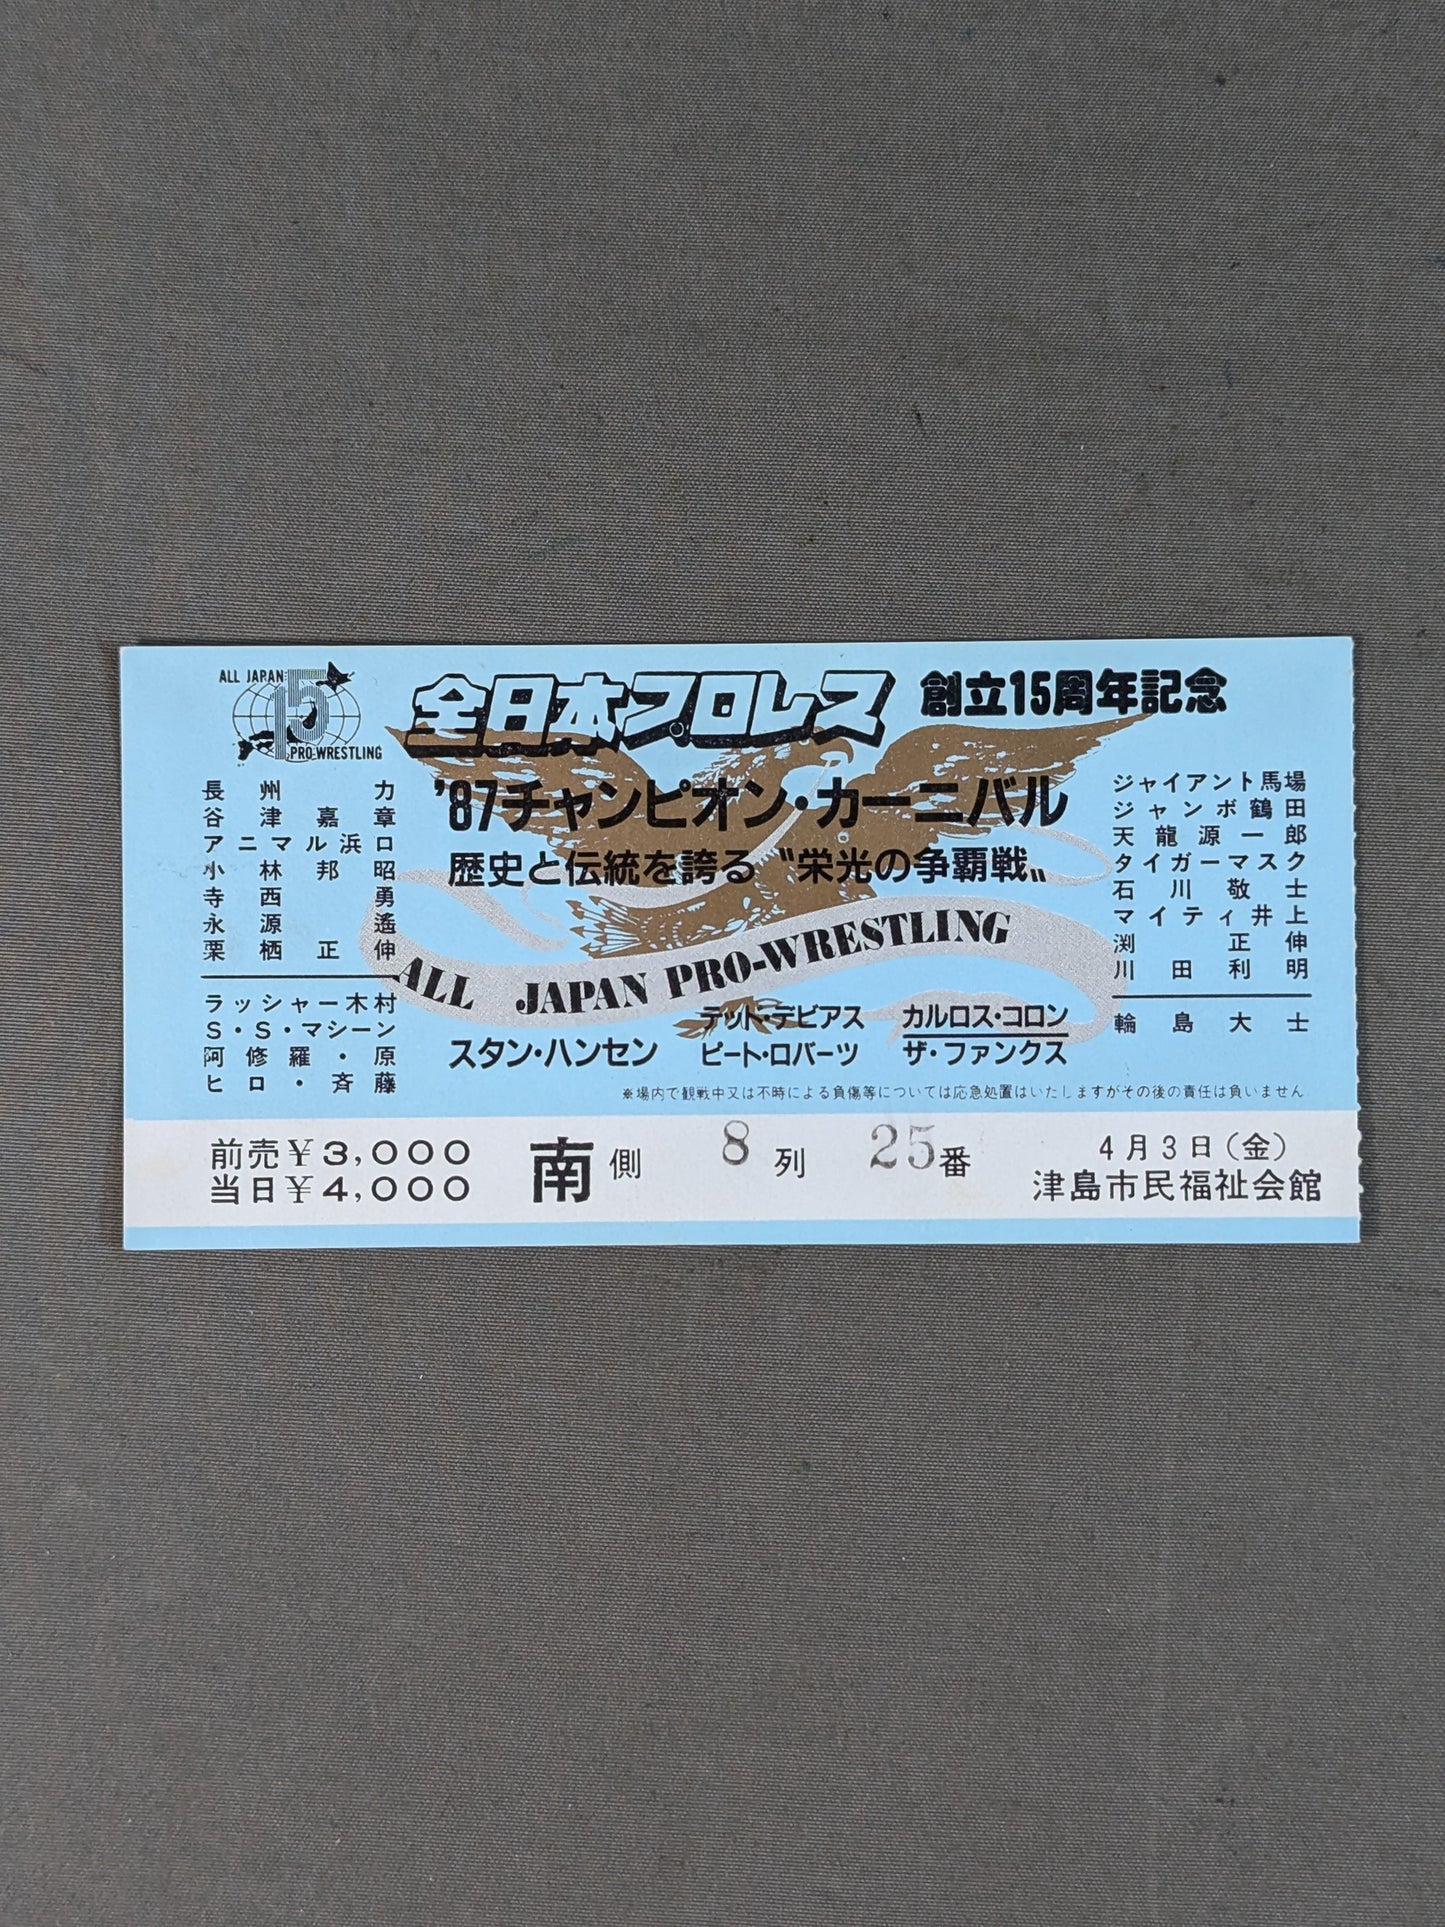 ALL JAPAN
15
PRO-WRESTLING
全日本プロレス 創立15周年記念
'87チャンピオン・カーニバル
歴史と伝統を誇る〝栄光の争覇戦〟
ALL JAPAN PRO-WRESTLING
長州力
谷津嘉章
アニマル浜口
小林邦昭
寺西勇
永源遙
栗栖正伸
ラッシャー木村
S・S・マシーン
阿修羅・原
ヒロ・斉藤
スタン・ハンセン
テッド・デビアス
ピート・ロバーツ
カルロス・コロン
ザ・ファンクス
ジャイアント馬場
ジャンボ鶴田
天龍源一郎
タイガーマスク
石川敬士
マイティ井上
渕正伸
川田利明
輪島大士
※場内で観戦中又は不時による負傷等については応急処置はいたしますがその後の責任は負いません
前売¥3,000
当日¥4,000
南側 8列 25番
4月3日(金)
津島市民福祉会館